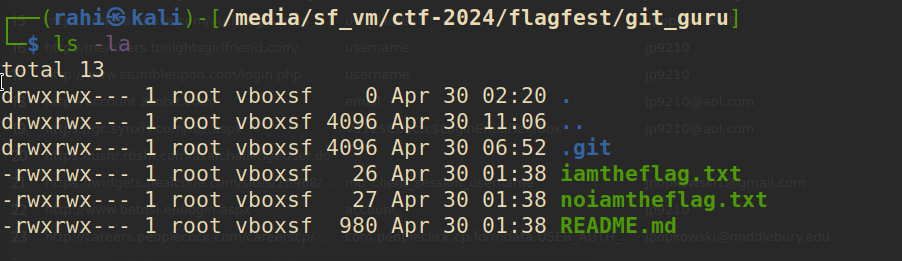 ┌──(rahi㉿kali)-[/media/sf_vm/ctf-2024/flagfest/git_guru]
└─$ ls -la
total 13
drwxrwx--- 1 root vboxsf    0 Apr 30 02:20 .
drwxrwx--- 1 root vboxsf 4096 Apr 30 11:06 ..
drwxrwx--- 1 root vboxsf 4096 Apr 30 06:52 .git
-rwxrwx--- 1 root vboxsf   26 Apr 30 01:38 iamtheflag.txt
-rwxrwx--- 1 root vboxsf   27 Apr 30 01:38 noiamtheflag.txt
-rwxrwx--- 1 root vboxsf  980 Apr 30 01:38 README.md